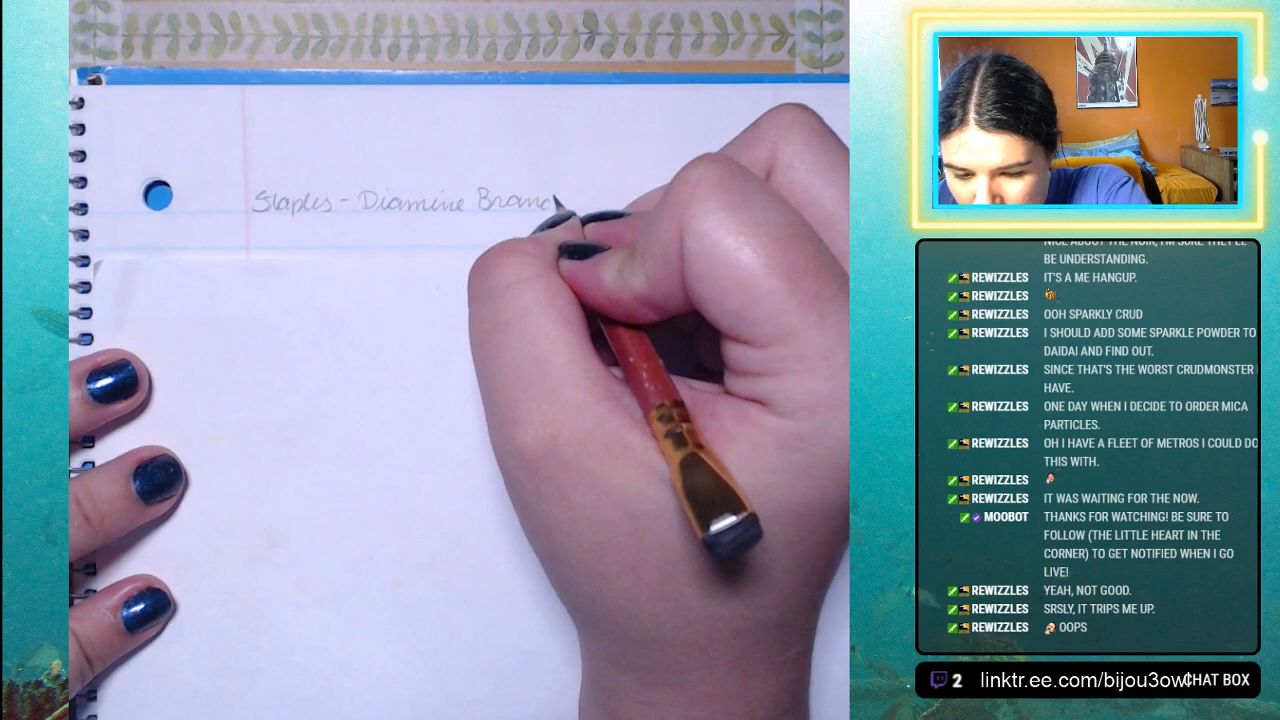 Staples - Diamine Branc
NICE ABOUT THE NOIR, I'M SURE THEY'LL
BE UNDERSTANDING.
REWIZZLES IT'S A ME HANGUP.
REWIZZLES
REWIZZLES OOH SPARKLY CRUD
REWIZZLES I SHOULD ADD SOME SPARKLE POWDER TO
DAIDAI AND FIND OUT.
REWIZZLES SINCE THAT'S THE WORST CRUDMONSTER I
HAVE.
REWIZZLES ONE DAY WHEN I DECIDE TO ORDER MICA
PARTICLES.
REWIZZLES OH I HAVE A FLEET OF METROS I COULD DO
THIS WITH.
REWIZZLES
REWIZZLES IT WAS WAITING FOR THE NOW.
MOOBOT THANKS FOR WATCHING! BE SURE TO
FOLLOW (THE LITTLE HEART IN THE
CORNER) TO GET NOTIFIED WHEN I GO
LIVE!
REWIZZLES YEAH, NOT GOOD.
REWIZZLES SRSLY, IT TRIPS ME UP.
REWIZZLES OOPS
2 linktr.ee.com/bijou3owl CHAT BOX